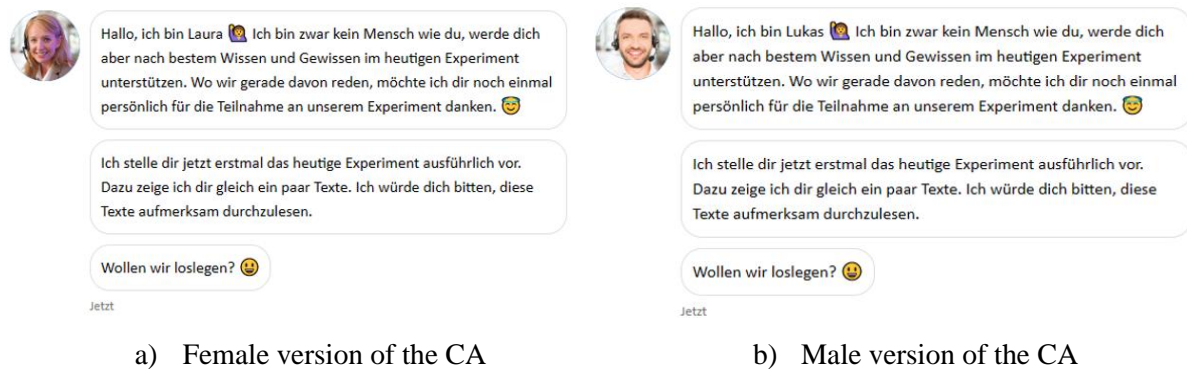 Hallo, ich bin Laura 🙋 Ich bin zwar kein Mensch wie du, werde dich
aber nach bestem Wissen und Gewissen im heutigen Experiment
unterstützen. Wo wir gerade davon reden, möchte ich dir noch einmal
persönlich für die Teilnahme an unserem Experiment danken. 😇
Ich stelle dir jetzt erstmal das heutige Experiment ausführlich vor.
Dazu zeige ich dir gleich ein paar Texte. Ich würde dich bitten, diese
Texte aufmerksam durchzulesen.
Wollen wir loslegen? 😀
Jetzt
a) Female version of the CA
Hallo, ich bin Lukas 🙋 Ich bin zwar kein Mensch wie du, werde dich
aber nach bestem Wissen und Gewissen im heutigen Experiment
unterstützen. Wo wir gerade davon reden, möchte ich dir noch einmal
persönlich für die Teilnahme an unserem Experiment danken. 😇
Ich stelle dir jetzt erstmal das heutige Experiment ausführlich vor.
Dazu zeige ich dir gleich ein paar Texte. Ich würde dich bitten, diese
Texte aufmerksam durchzulesen.
Wollen wir loslegen? 😀
Jetzt
b) Male version of the CA